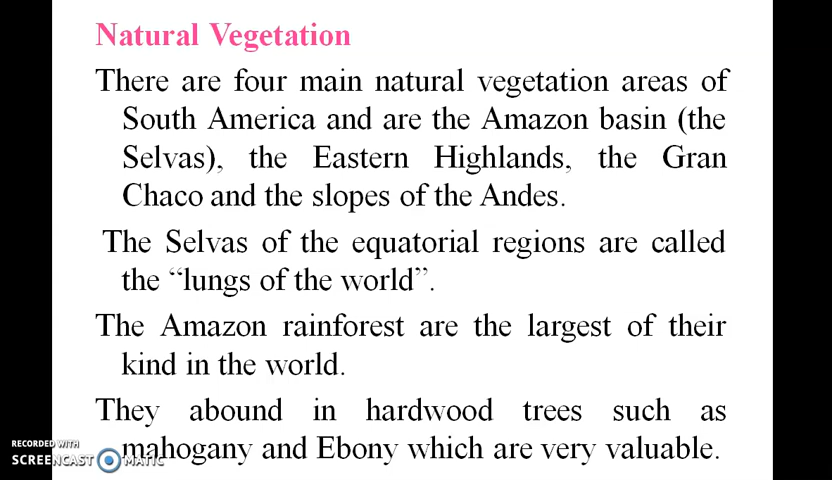 Natural Vegetation
There are four main natural vegetation areas of
South America and are the Amazon basin (the
Selvas), the Eastern Highlands, the Gran
Chaco and the slopes of the Andes.
The Selvas of the equatorial regions are called
the “lungs of the world”.
The Amazon rainforest are the largest of their
kind in the world.
They abound in hardwood trees such as
mahogany and Ebony which are very valuable.
RECORDED WITH
SCREENCAST MATIC